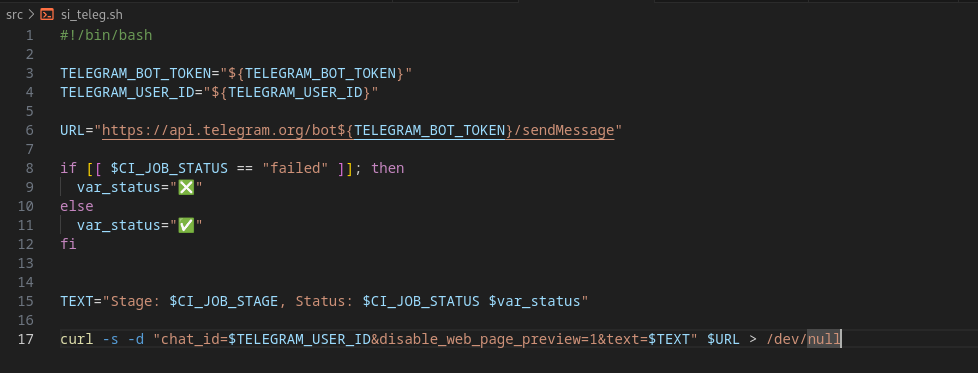 src > si_teleg.sh
1 #!/bin/bash
2
3 TELEGRAM_BOT_TOKEN="${TELEGRAM_BOT_TOKEN}"
4 TELEGRAM_USER_ID="${TELEGRAM_USER_ID}"
5
6 URL="https://api.telegram.org/bot${TELEGRAM_BOT_TOKEN}/sendMessage"
7
8 if [[ $CI_JOB_STATUS == "failed" ]]; then
9   var_status="❎"
10 else
11   var_status="✅"
12 fi
13
14
15 TEXT="Stage: $CI_JOB_STAGE, Status: $CI_JOB_STATUS $var_status"
16
17 curl -s -d "chat_id=$TELEGRAM_USER_ID&disable_web_page_preview=1&text=$TEXT" $URL > /dev/null